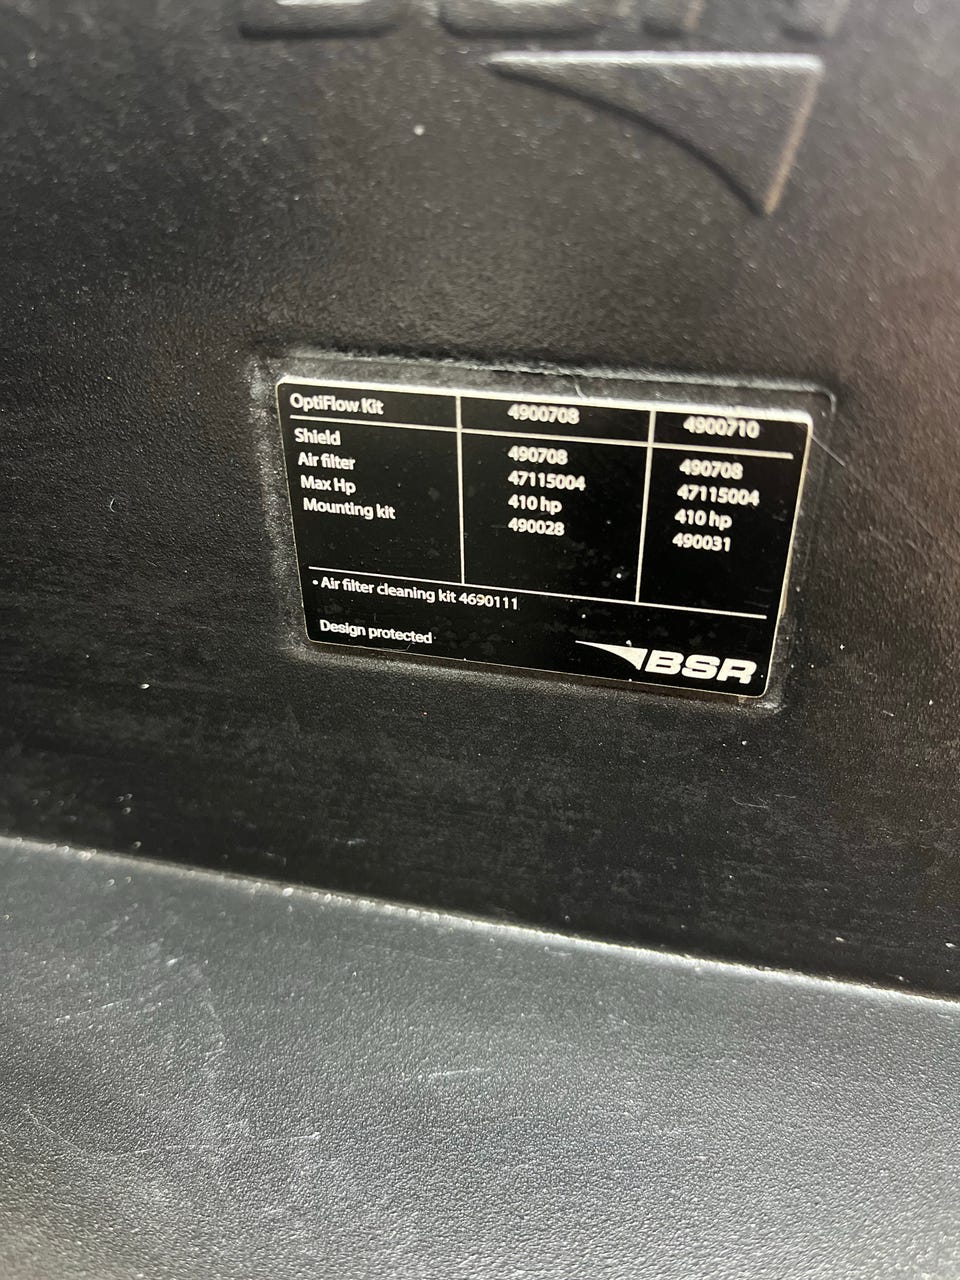 OptiFlow Kit 4900708 4900710
Shield 490708 490708
Air filter 47115004 47115004
Max Hp 410 hp 410 hp
Mounting kit 490028 490031
• Air filter cleaning kit 4690111
Design protected
BSR